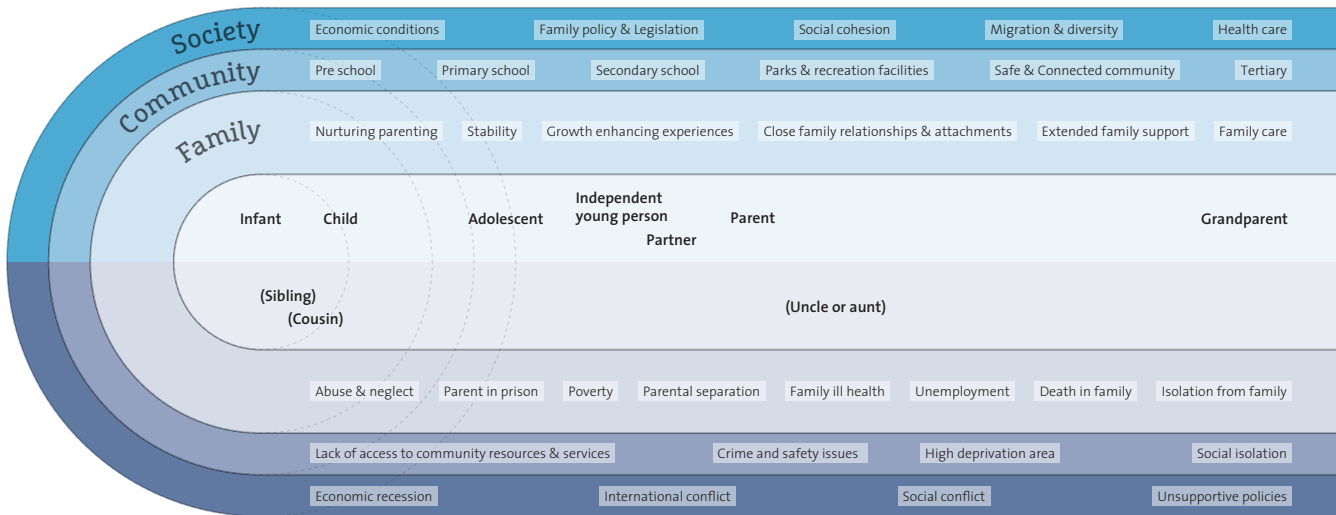 Society
Economic conditions
Family policy & Legislation
Social cohesion
Migration & diversity
Health care
Community
Pre school
Primary school
Secondary school
Parks & recreation facilities
Safe & Connected community
Tertiary
Family
Nurturing parenting
Stability
Growth enhancing experiences
Close family relationships & attachments
Extended family support
Family care
Infant
Child
Adolescent
Independent
young person
Partner
Parent
Grandparent
(Sibling)
(Cousin)
(Uncle or aunt)
Abuse & neglect
Parent in prison
Poverty
Parental separation
Family ill health
Unemployment
Death in family
Isolation from family
Lack of access to community resources & services
Crime and safety issues
High deprivation area
Social isolation
Economic recession
International conflict
Social conflict
Unsupportive policies